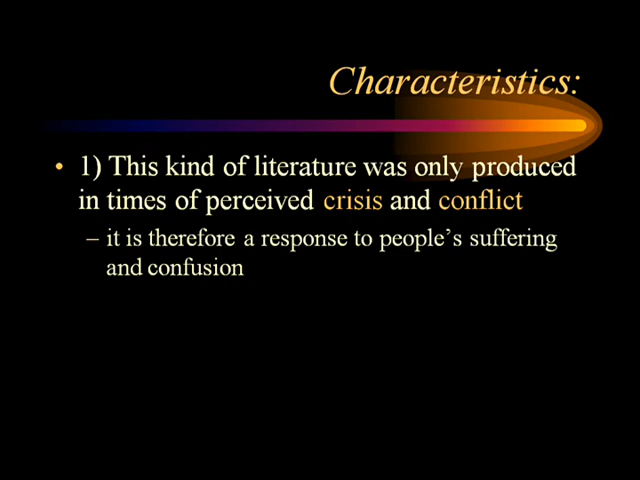 Characteristics:
• 1) This kind of literature was only produced
in times of perceived crisis and conflict
– it is therefore a response to people’s suffering
and confusion